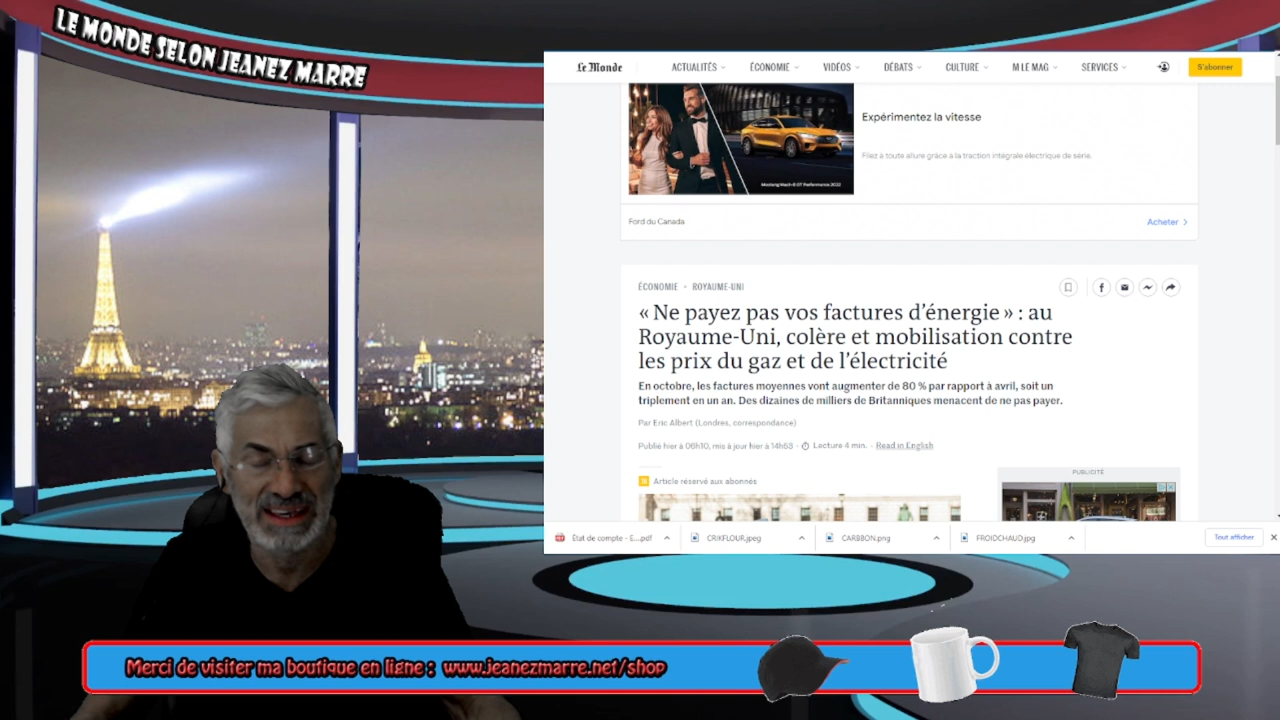 LE MONDE SELON JEANEZ MARRE
Le Monde
ACTUALITÉS
ÉCONOMIE
VIDÉOS
DÉBATS
CULTURE
M LE MAG
SERVICES
S'abonner
Expérimentez la vitesse
Filez à toute allure grâce à la traction intégrale électrique de série.
Ford du Canada
Acheter
ÉCONOMIE • ROYAUME-UNI
« Ne payez pas vos factures d'énergie » : au
Royaume-Uni, colère et mobilisation contre
les prix du gaz et de l'électricité
En octobre, les factures moyennes vont augmenter de 80 % par rapport à avril, soit un
triplement en un an. Des dizaines de milliers de Britanniques menacent de ne pas payer.
Par Eric Albert (Londres, correspondance)
Publié hier à 06h10, mis à jour hier à 14h53 • Lecture 4 min. • Read in English
PUBLICITÉ
Article réservé aux abonnés
État de compte - E....pdf
CRIKFLOUR.jpeg
CARBBON.png
FROIDCHAUD.jpg
Tout afficher
Merci de visiter ma boutique en ligne : www.jeanezmarre.net/shop